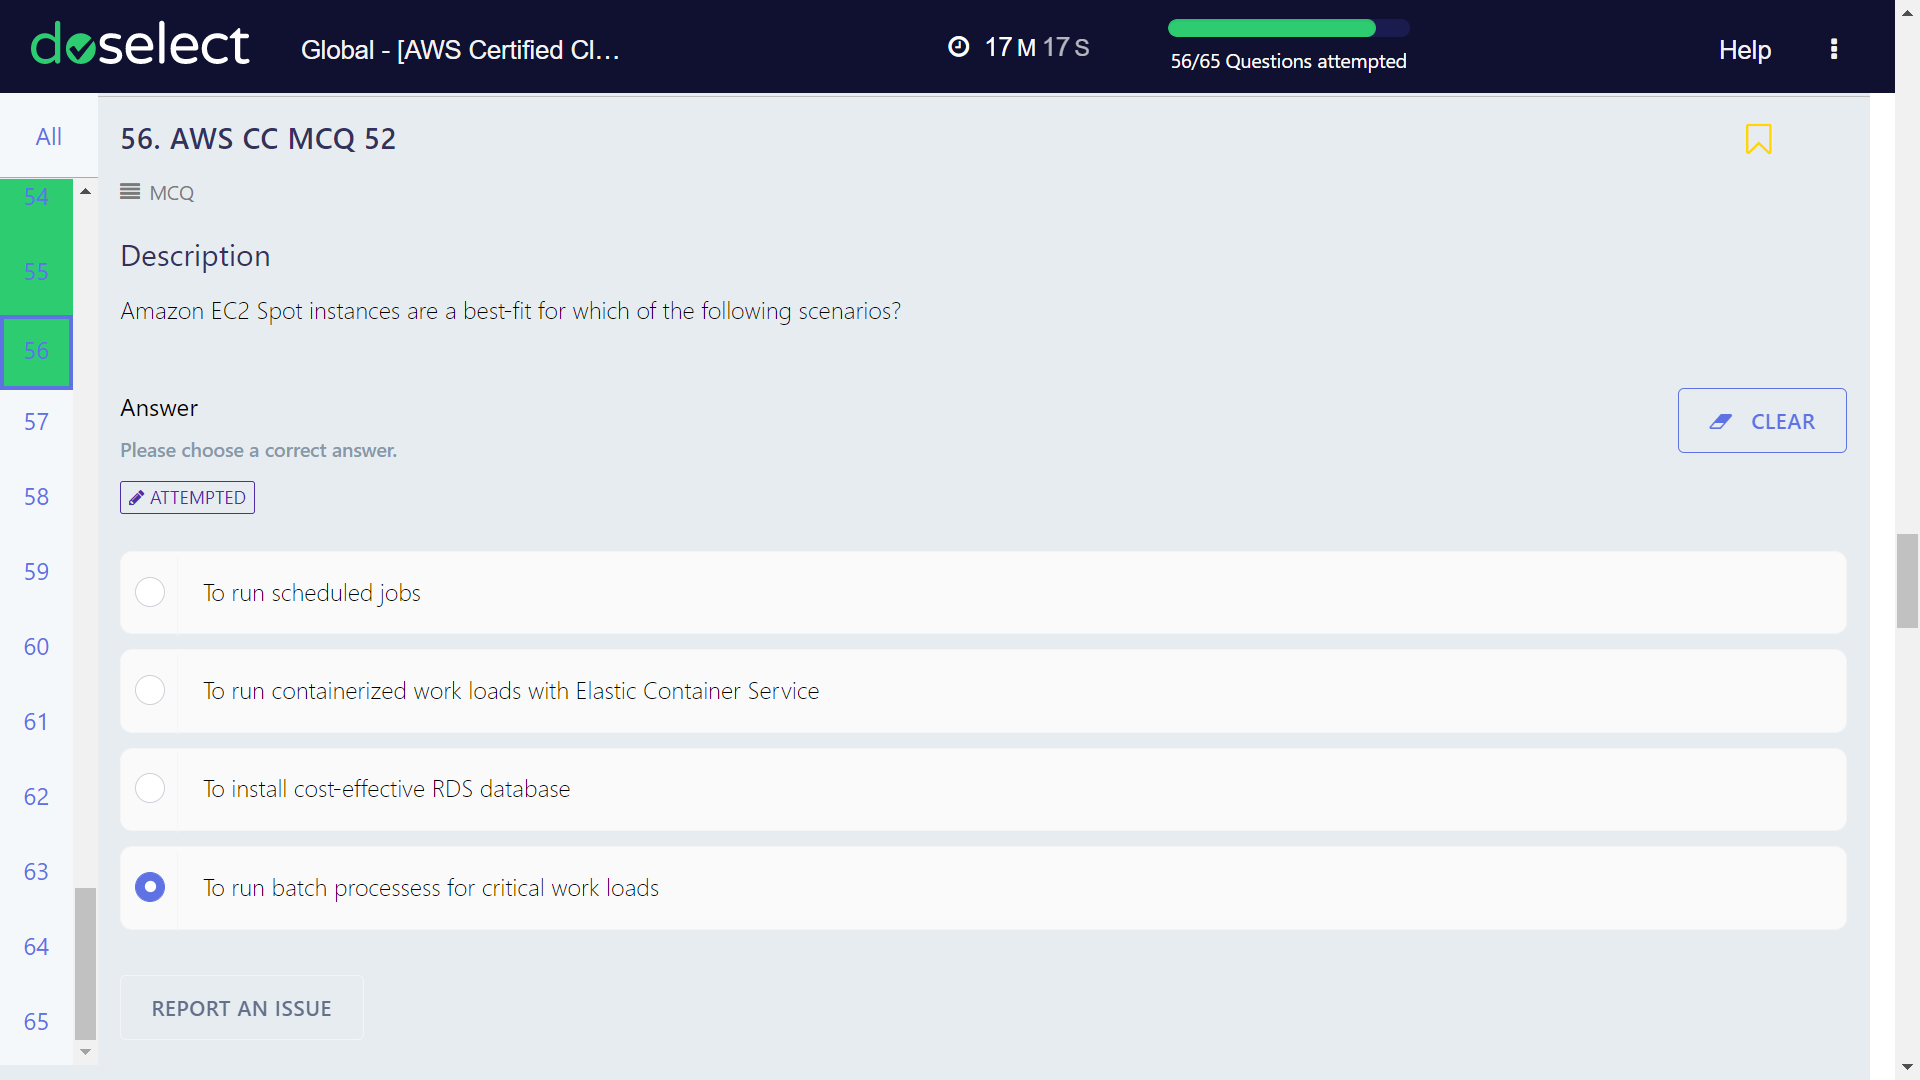 doselect
Global - [AWS Certified Cl...
17 M 17 S
56/65 Questions attempted
Help
All
54
55
56
57
58
59
60
61
62
63
64
65
56. AWS CC MCQ 52
MCQ
Description
Amazon EC2 Spot instances are a best-fit for which of the following scenarios?
Answer
Please choose a correct answer.
CLEAR
ATTEMPTED
To run scheduled jobs
To run containerized work loads with Elastic Container Service
To install cost-effective RDS database
To run batch processess for critical work loads
REPORT AN ISSUE